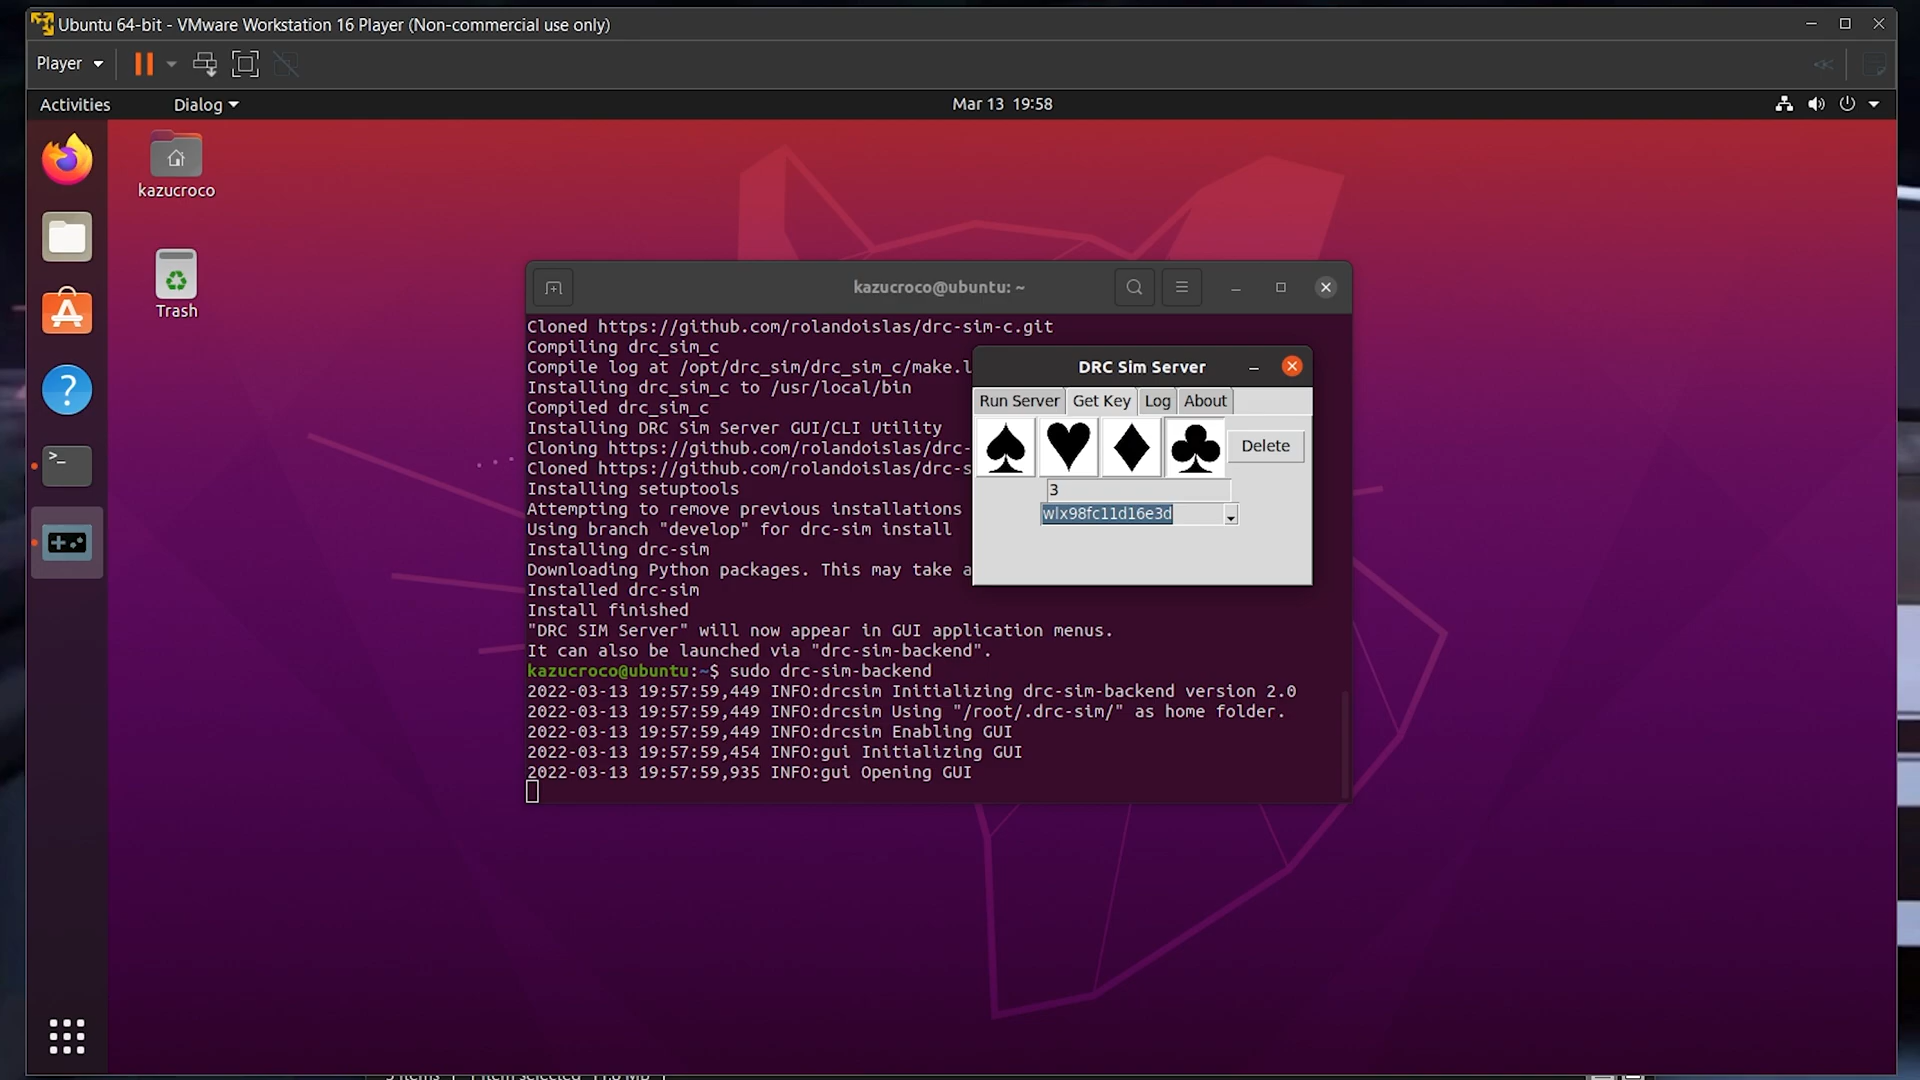 Ubuntu 64-bit - VMware Workstation 16 Player (Non-commercial use only)
Player
Activities
Dialog
Mar 13 19:58
kazucroco
Trash
kazucroco@ubuntu: ~
Cloned https://github.com/rolandoislas/drc-sim-c.git
Compiling drc_sim_c
Compile log at /opt/drc_sim/drc_sim_c/make.l
Installing drc_sim_c to /usr/local/bin
Compiled drc_sim_c
Installing DRC Sim Server GUI/CLI Utility
Cloning https://github.com/rolandoislas/drc-
Cloned https://github.com/rolandoislas/drc-s
Installing setuptools
Attempting to remove previous installations
Using branch "develop" for drc-sim install
Installing drc-sim
Downloading Python packages. This may take a
Installed drc-sim
Install finished
"DRC SIM Server" will now appear in GUI application menus.
It can also be launched via "drc-sim-backend".
kazucroco@ubuntu:~$ sudo drc-sim-backend
2022-03-13 19:57:59,449 INFO:drcsim Initializing drc-sim-backend version 2.0
2022-03-13 19:57:59,449 INFO:drcsim Using "/root/.drc-sim/" as home folder.
2022-03-13 19:57:59,449 INFO:drcsim Enabling GUI
2022-03-13 19:57:59,454 INFO:gui Initializing GUI
2022-03-13 19:57:59,935 INFO:gui Opening GUI
DRC Sim Server
Run Server
Get Key
Log
About
Delete
3
wlx98fc11d16e3d